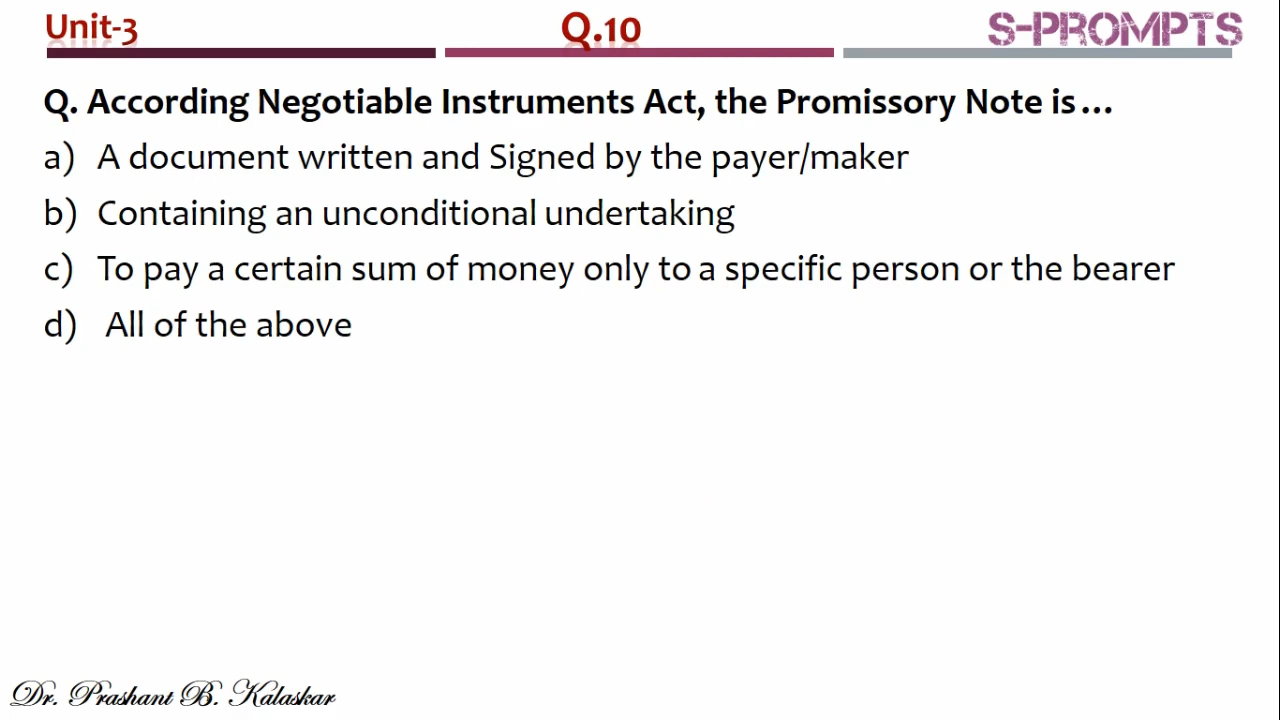 Unit-3 Q.10 S-PROMPTS
Q. According Negotiable Instruments Act, the Promissory Note is...
a) A document written and Signed by the payer/maker
b) Containing an unconditional undertaking
c) To pay a certain sum of money only to a specific person or the bearer
d) All of the above
Dr. Prashant B. Kalaskar